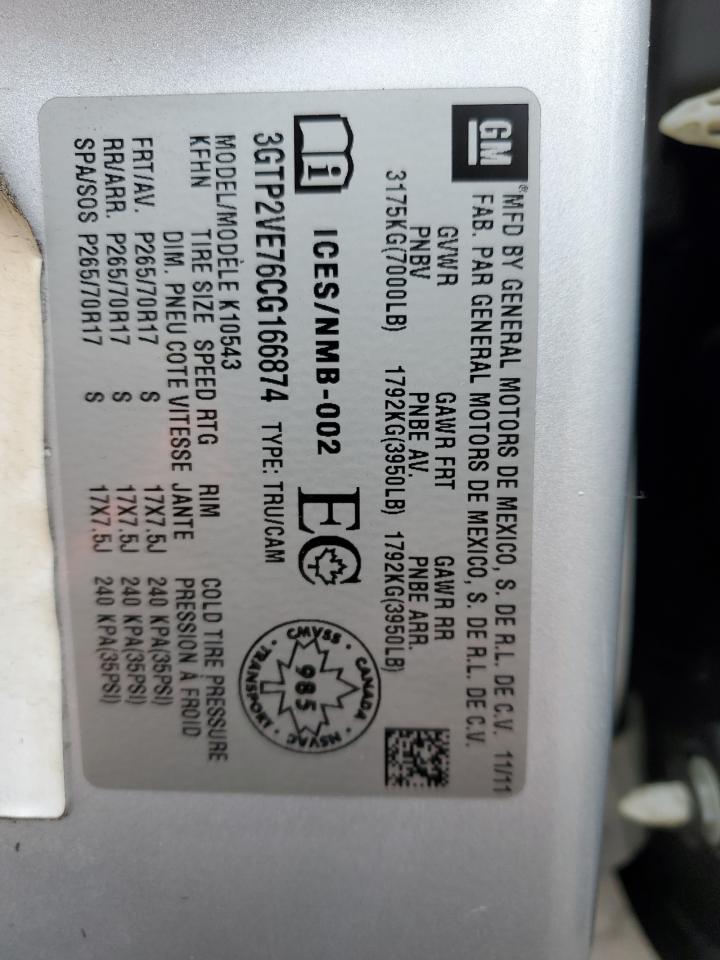 GM
®MFD BY GENERAL MOTORS DE MEXICO, S. DE R.L. DE C.V. 11/11
FAB. PAR GENERAL MOTORS DE MEXICO, S. DE R.L. DE C.V.
GVWR GAWR FRT GAWR RR
PNBV PNBE AV. PNBE ARR.
3175KG(7000LB) 1792KG(3950LB) 1792KG(3950LB)
i ICES/NMB-002 EC
CANADA · NSVAC · TRANSPORT · CMVSS ·
985
3GTP2VE76CG166874 TYPE: TRU/CAM
MODEL/MODÈLE K10543
KFHN TIRE SIZE SPEED RTG RIM COLD TIRE PRESSURE
DIM. PNEU COTE VITESSE JANTE PRESSION À FROID
FRT/AV. P265/70R17 S 17X7.5J 240 KPA(35PSI)
RR/ARR. P265/70R17 S 17X7.5J 240 KPA(35PSI)
SPA/SOS P265/70R17 S 17X7.5J 240 KPA(35PSI)